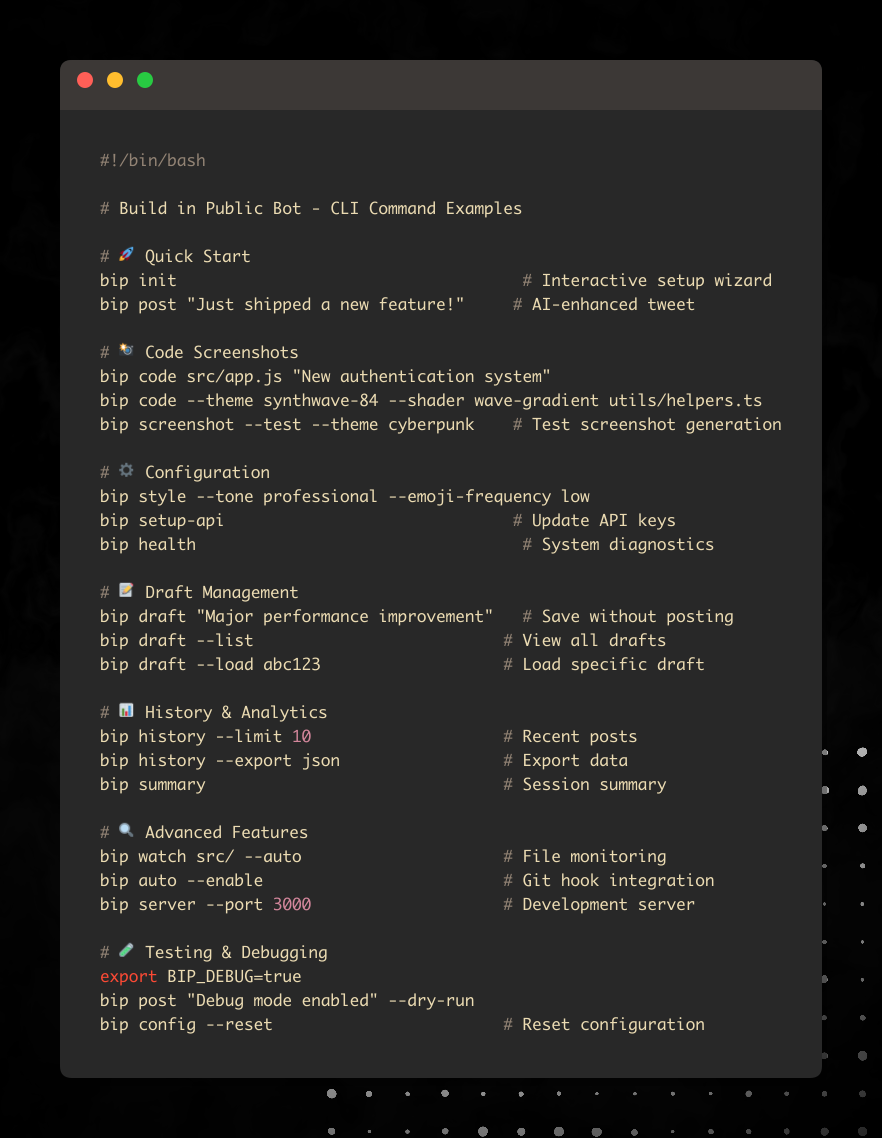 #!/bin/bash
# Build in Public Bot - CLI Command Examples
# 🚀 Quick Start
bip init                                    # Interactive setup wizard
bip post "Just shipped a new feature!"     # AI-enhanced tweet
# 📸 Code Screenshots
bip code src/app.js "New authentication system"
bip code --theme synthwave-84 --shader wave-gradient utils/helpers.ts
bip screenshot --test --theme cyberpunk    # Test screenshot generation
# ⚙️ Configuration
bip style --tone professional --emoji-frequency low
bip setup-api                              # Update API keys
bip health                                  # System diagnostics
# 📝 Draft Management
bip draft "Major performance improvement"   # Save without posting
bip draft --list                          # View all drafts
bip draft --load abc123                   # Load specific draft
# 📊 History & Analytics
bip history --limit 10                    # Recent posts
bip history --export json                 # Export data
bip summary                               # Session summary
# 🔍 Advanced Features
bip watch src/ --auto                     # File monitoring
bip auto --enable                         # Git hook integration
bip server --port 3000                    # Development server
# 🧪 Testing & Debugging
export BIP_DEBUG=true
bip post "Debug mode enabled" --dry-run
bip config --reset                        # Reset configuration